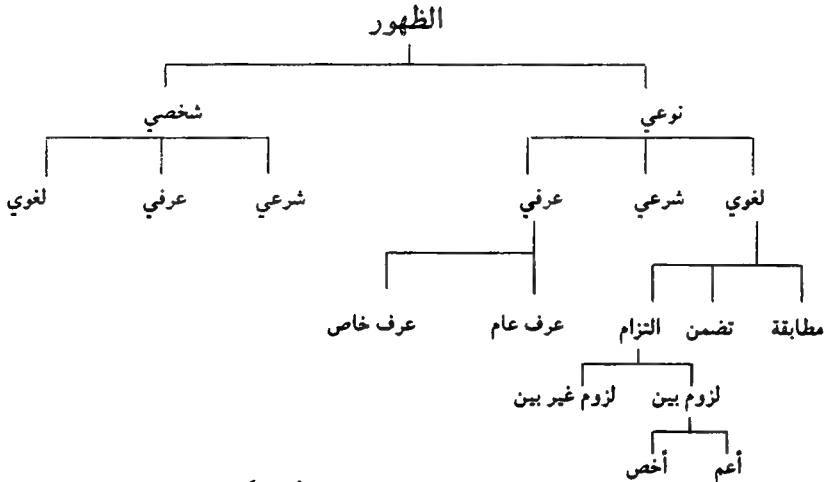 الظهور
نوعي شخصي
لغوي شرعي عرفي شرعي عرفي لغوي
مطابقة تضمن التزام عرف عام عرف خاص
لزوم بين لزوم غير بين
أعم أخص